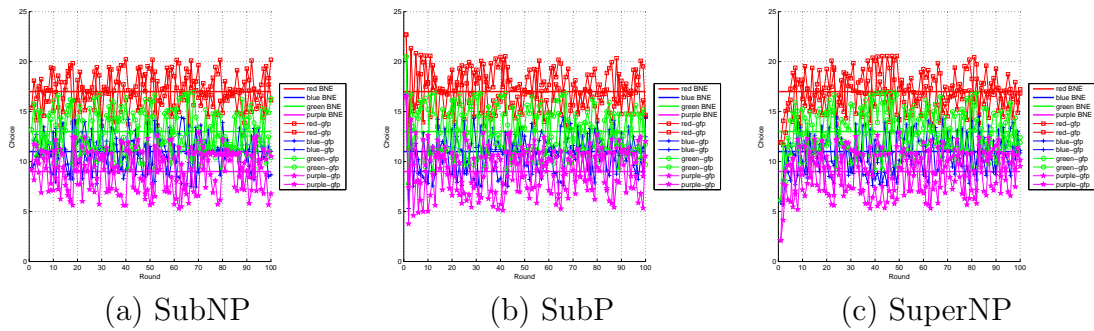 25
20
15
10
5
0
Choice
0 10 20 30 40 50 60 70 80 90 100
Round
red BNE
blue BNE
green BNE
purple BNE
red-gfp
red-gfp
blue-gfp
blue-gfp
green-gfp
green-gfp
purple-gfp
purple-gfp
(a) SubNP
25
20
15
10
5
0
Choice
0 10 20 30 40 50 60 70 80 90 100
Round
red BNE
blue BNE
green BNE
purple BNE
red-gfp
red-gfp
blue-gfp
blue-gfp
green-gfp
green-gfp
purple-gfp
purple-gfp
(b) SubP
25
20
15
10
5
0
Choice
0 10 20 30 40 50 60 70 80 90 100
Round
red BNE
blue BNE
green BNE
purple BNE
red-gfp
red-gfp
blue-gfp
blue-gfp
green-gfp
green-gfp
purple-gfp
purple-gfp
(c) SuperNP